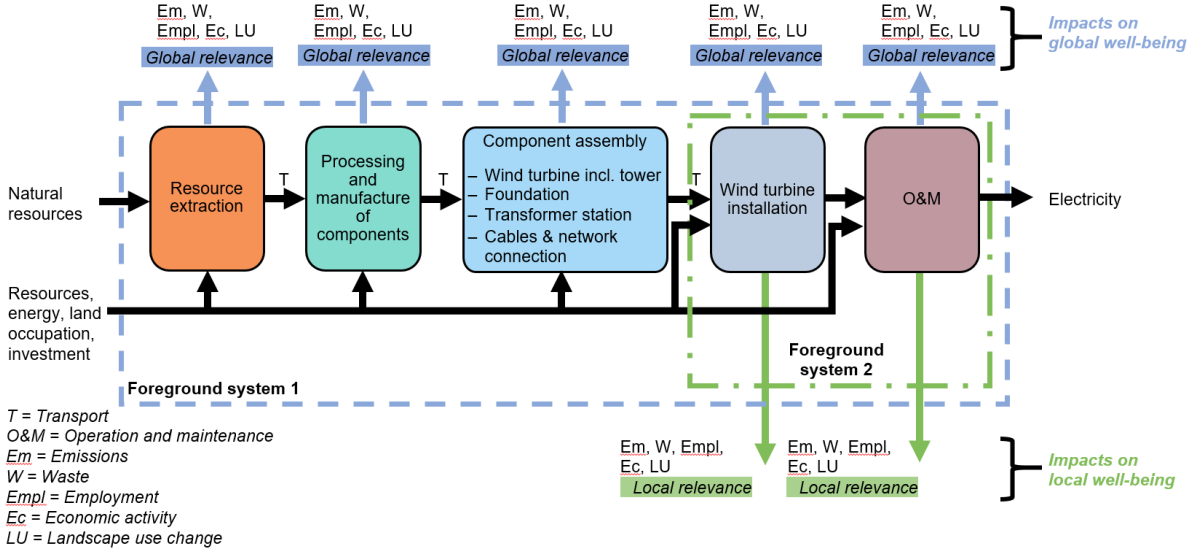 Em, W,
Empl, Ec, LU
Global relevance
Em, W,
Empl, Ec, LU
Global relevance
Em, W,
Empl, Ec, LU
Global relevance
Em, W,
Empl, Ec, LU
Global relevance
Em, W,
Empl, Ec, LU
Global relevance
Impacts on
global well-being
Natural
resources
Resource
extraction
T
Processing
and
manufacture
of
components
T
Component assembly
– Wind turbine incl. tower
– Foundation
– Transformer station
– Cables & network
connection
T
Wind turbine
installation
O&M
Electricity
Resources,
energy, land
occupation,
investment
Foreground system 1
Foreground
system 2
T = Transport
O&M = Operation and maintenance
Em = Emissions
W = Waste
Empl = Employment
Ec = Economic activity
LU = Landscape use change
Em, W, Empl,
Ec, LU
Local relevance
Em, W, Empl,
Ec, LU
Local relevance
Impacts on
local well-being